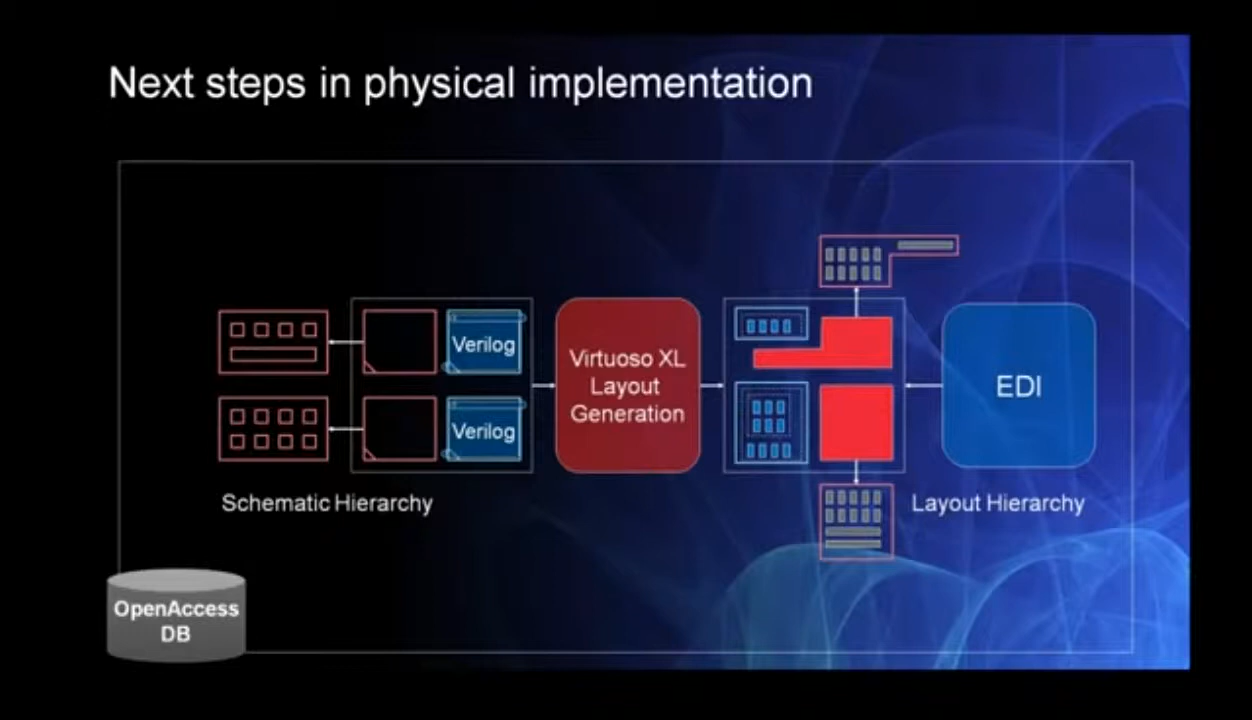 Next steps in physical implementation
Verilog
Verilog
Virtuoso XL
Layout
Generation
EDI
Schematic Hierarchy
Layout Hierarchy
OpenAccess
DB